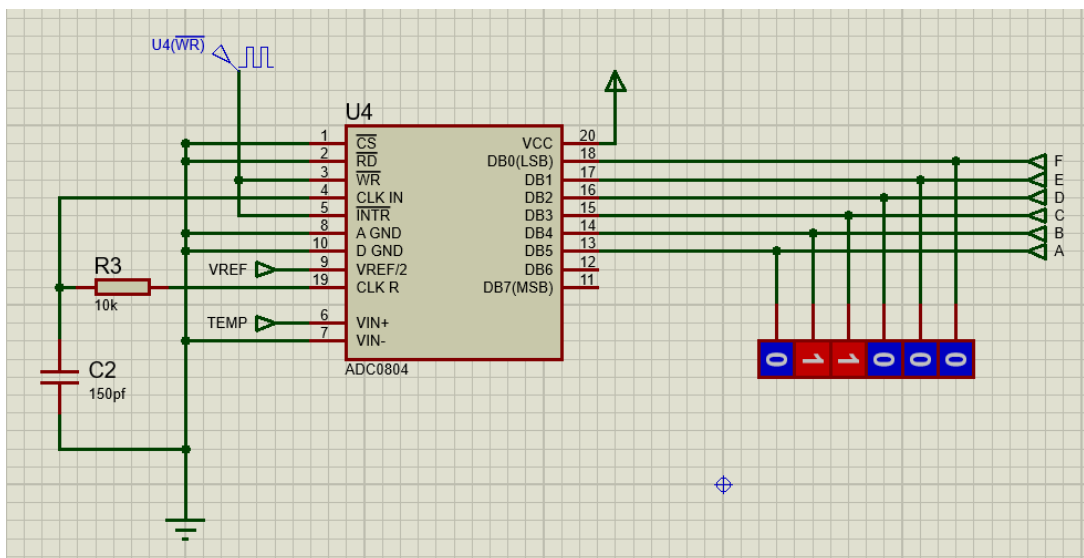 U4(WR)
U4
1 CS VCC 20
2 RD DB0(LSB) 18 F
3 WR DB1 17 E
4 CLK IN DB2 16 D
5 INTR DB3 15 C
8 A GND DB4 14 B
10 D GND DB5 13 A
VREF 9 VREF/2 DB6 12
R3 19 CLK R DB7(MSB) 11
10k
TEMP 6 VIN+
7 VIN-
ADC0804
0 1 1 0 0 0
C2
150pf